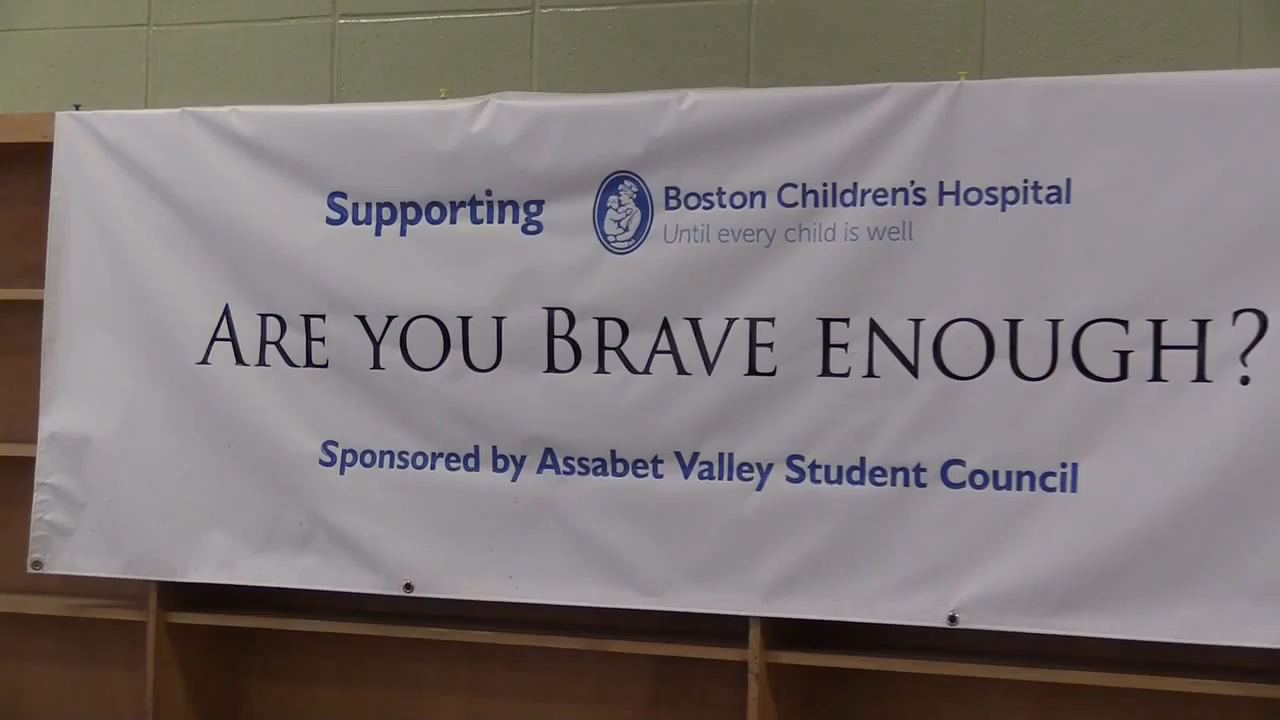 Supporting Boston Children's Hospital
Until every child is well
ARE YOU BRAVE ENOUGH?
Sponsored by Assabet Valley Student Council